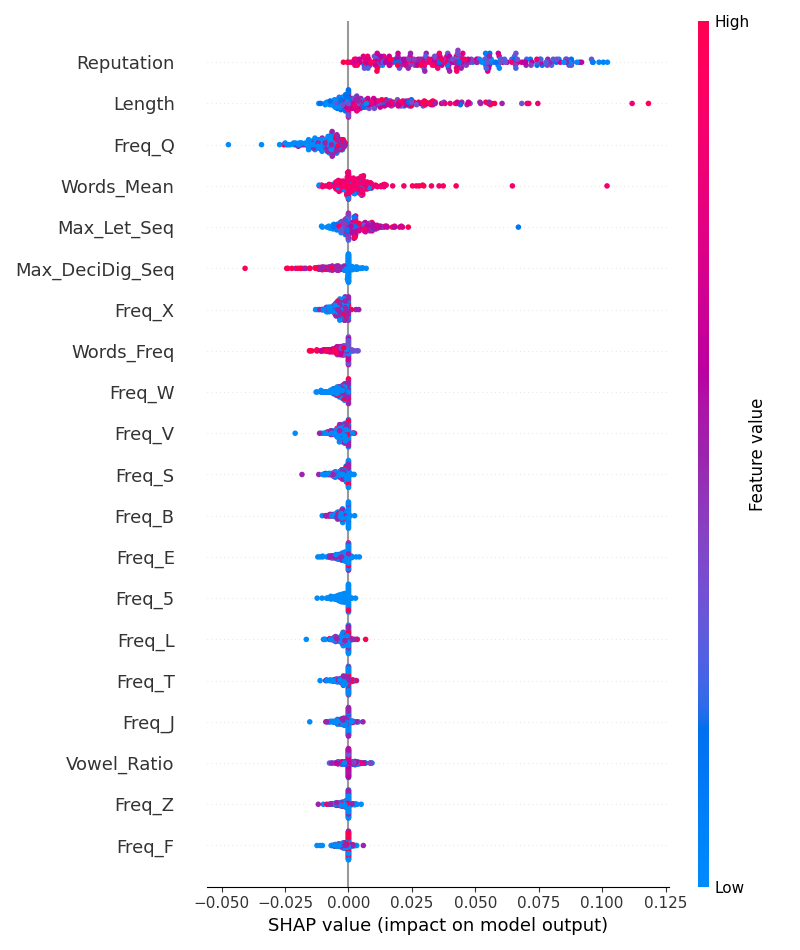 High
Reputation
Length
Freq_Q
Words_Mean
Max_Let_Seq
Max_DeciDig_Seq
Freq_X
Words_Freq
Freq_W
Freq_V
Freq_S
Freq_B
Freq_E
Freq_5
Freq_L
Freq_T
Freq_J
Vowel_Ratio
Freq_Z
Freq_F
Feature value
Low
−0.050 −0.025 0.000 0.025 0.050 0.075 0.100 0.125
SHAP value (impact on model output)